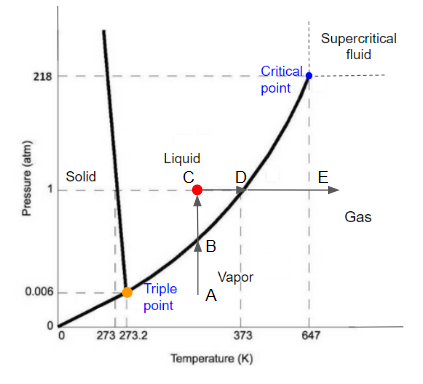 Supercritical
fluid
218
Critical
point
Liquid
Solid
C
D
E
1
Pressure (atm)
Gas
B
Vapor
A
Triple
point
0.006
0
0
273
273.2
373
647
Temperature (K)